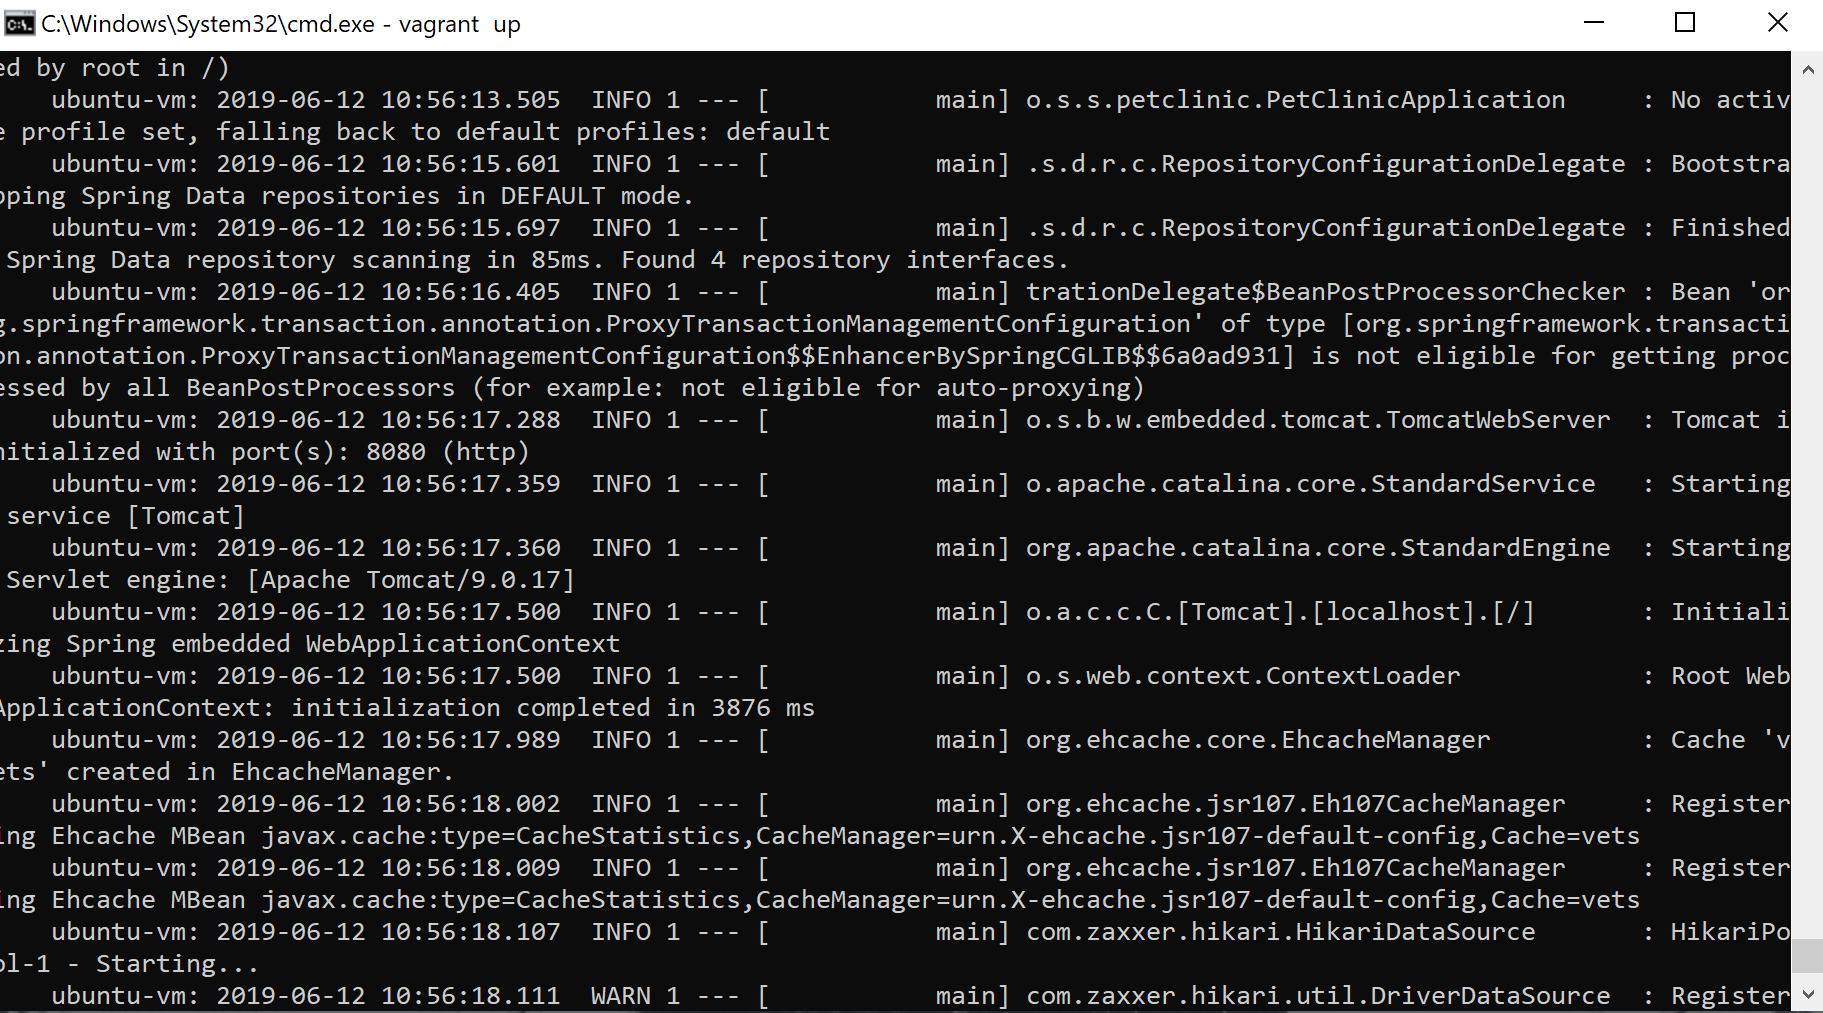 C:\Windows\System32\cmd.exe - vagrant  up
ed by root in /)
ubuntu-vm: 2019-06-12 10:56:13.505  INFO 1 --- [           main] o.s.s.petclinic.PetClinicApplication     : No activ
e profile set, falling back to default profiles: default
ubuntu-vm: 2019-06-12 10:56:15.601  INFO 1 --- [           main] .s.d.r.c.RepositoryConfigurationDelegate : Bootstra
pping Spring Data repositories in DEFAULT mode.
ubuntu-vm: 2019-06-12 10:56:15.697  INFO 1 --- [           main] .s.d.r.c.RepositoryConfigurationDelegate : Finished
Spring Data repository scanning in 85ms. Found 4 repository interfaces.
ubuntu-vm: 2019-06-12 10:56:16.405  INFO 1 --- [           main] trationDelegate$BeanPostProcessorChecker : Bean 'or
g.springframework.transaction.annotation.ProxyTransactionManagementConfiguration' of type [org.springframework.transacti
on.annotation.ProxyTransactionManagementConfiguration$$EnhancerBySpringCGLIB$$6a0ad931] is not eligible for getting proc
essed by all BeanPostProcessors (for example: not eligible for auto-proxying)
ubuntu-vm: 2019-06-12 10:56:17.288  INFO 1 --- [           main] o.s.b.w.embedded.tomcat.TomcatWebServer  : Tomcat i
nitialized with port(s): 8080 (http)
ubuntu-vm: 2019-06-12 10:56:17.359  INFO 1 --- [           main] o.apache.catalina.core.StandardService   : Starting
service [Tomcat]
ubuntu-vm: 2019-06-12 10:56:17.360  INFO 1 --- [           main] org.apache.catalina.core.StandardEngine  : Starting
Servlet engine: [Apache Tomcat/9.0.17]
ubuntu-vm: 2019-06-12 10:56:17.500  INFO 1 --- [           main] o.a.c.c.C.[Tomcat].[localhost].[/]       : Initiali
zing Spring embedded WebApplicationContext
ubuntu-vm: 2019-06-12 10:56:17.500  INFO 1 --- [           main] o.s.web.context.ContextLoader            : Root Web
ApplicationContext: initialization completed in 3876 ms
ubuntu-vm: 2019-06-12 10:56:17.989  INFO 1 --- [           main] org.ehcache.core.EhcacheManager          : Cache 'v
ets' created in EhcacheManager.
ubuntu-vm: 2019-06-12 10:56:18.002  INFO 1 --- [           main] org.ehcache.jsr107.Eh107CacheManager     : Register
ing Ehcache MBean javax.cache:type=CacheStatistics,CacheManager=urn.X-ehcache.jsr107-default-config,Cache=vets
ubuntu-vm: 2019-06-12 10:56:18.009  INFO 1 --- [           main] org.ehcache.jsr107.Eh107CacheManager     : Register
ing Ehcache MBean javax.cache:type=CacheStatistics,CacheManager=urn.X-ehcache.jsr107-default-config,Cache=vets
ubuntu-vm: 2019-06-12 10:56:18.107  INFO 1 --- [           main] com.zaxxer.hikari.HikariDataSource       : HikariPo
ol-1 - Starting...
ubuntu-vm: 2019-06-12 10:56:18.111  WARN 1 --- [           main] com.zaxxer.hikari.util.DriverDataSource  : Register